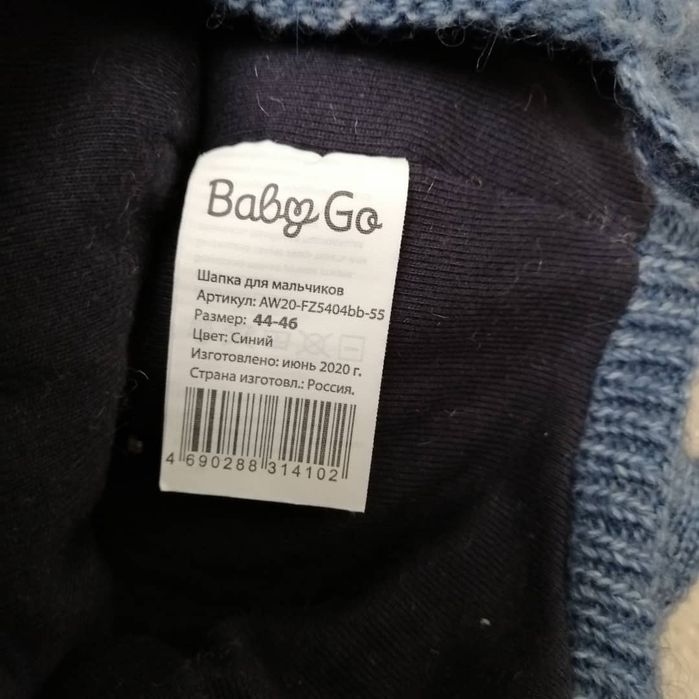 Baby Go
Шапка для мальчиков
Артикул: AW20-FZ5404bb-55
Размер: 44-46
Цвет: Синий
Изготовлено: июнь 2020 г.
Страна изготовл.: Россия.
4 690288 314102